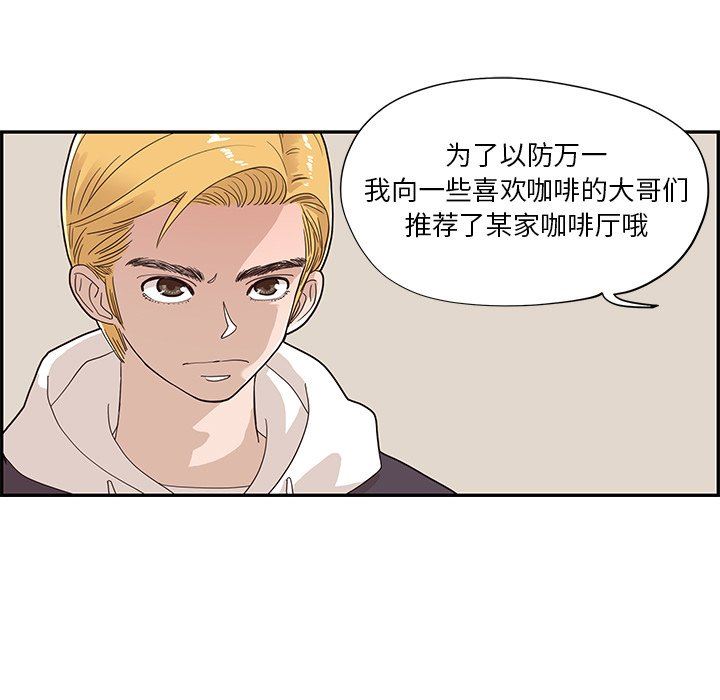 为了以防万一
我向一些喜欢咖啡的大哥们
推荐了某家咖啡厅哦